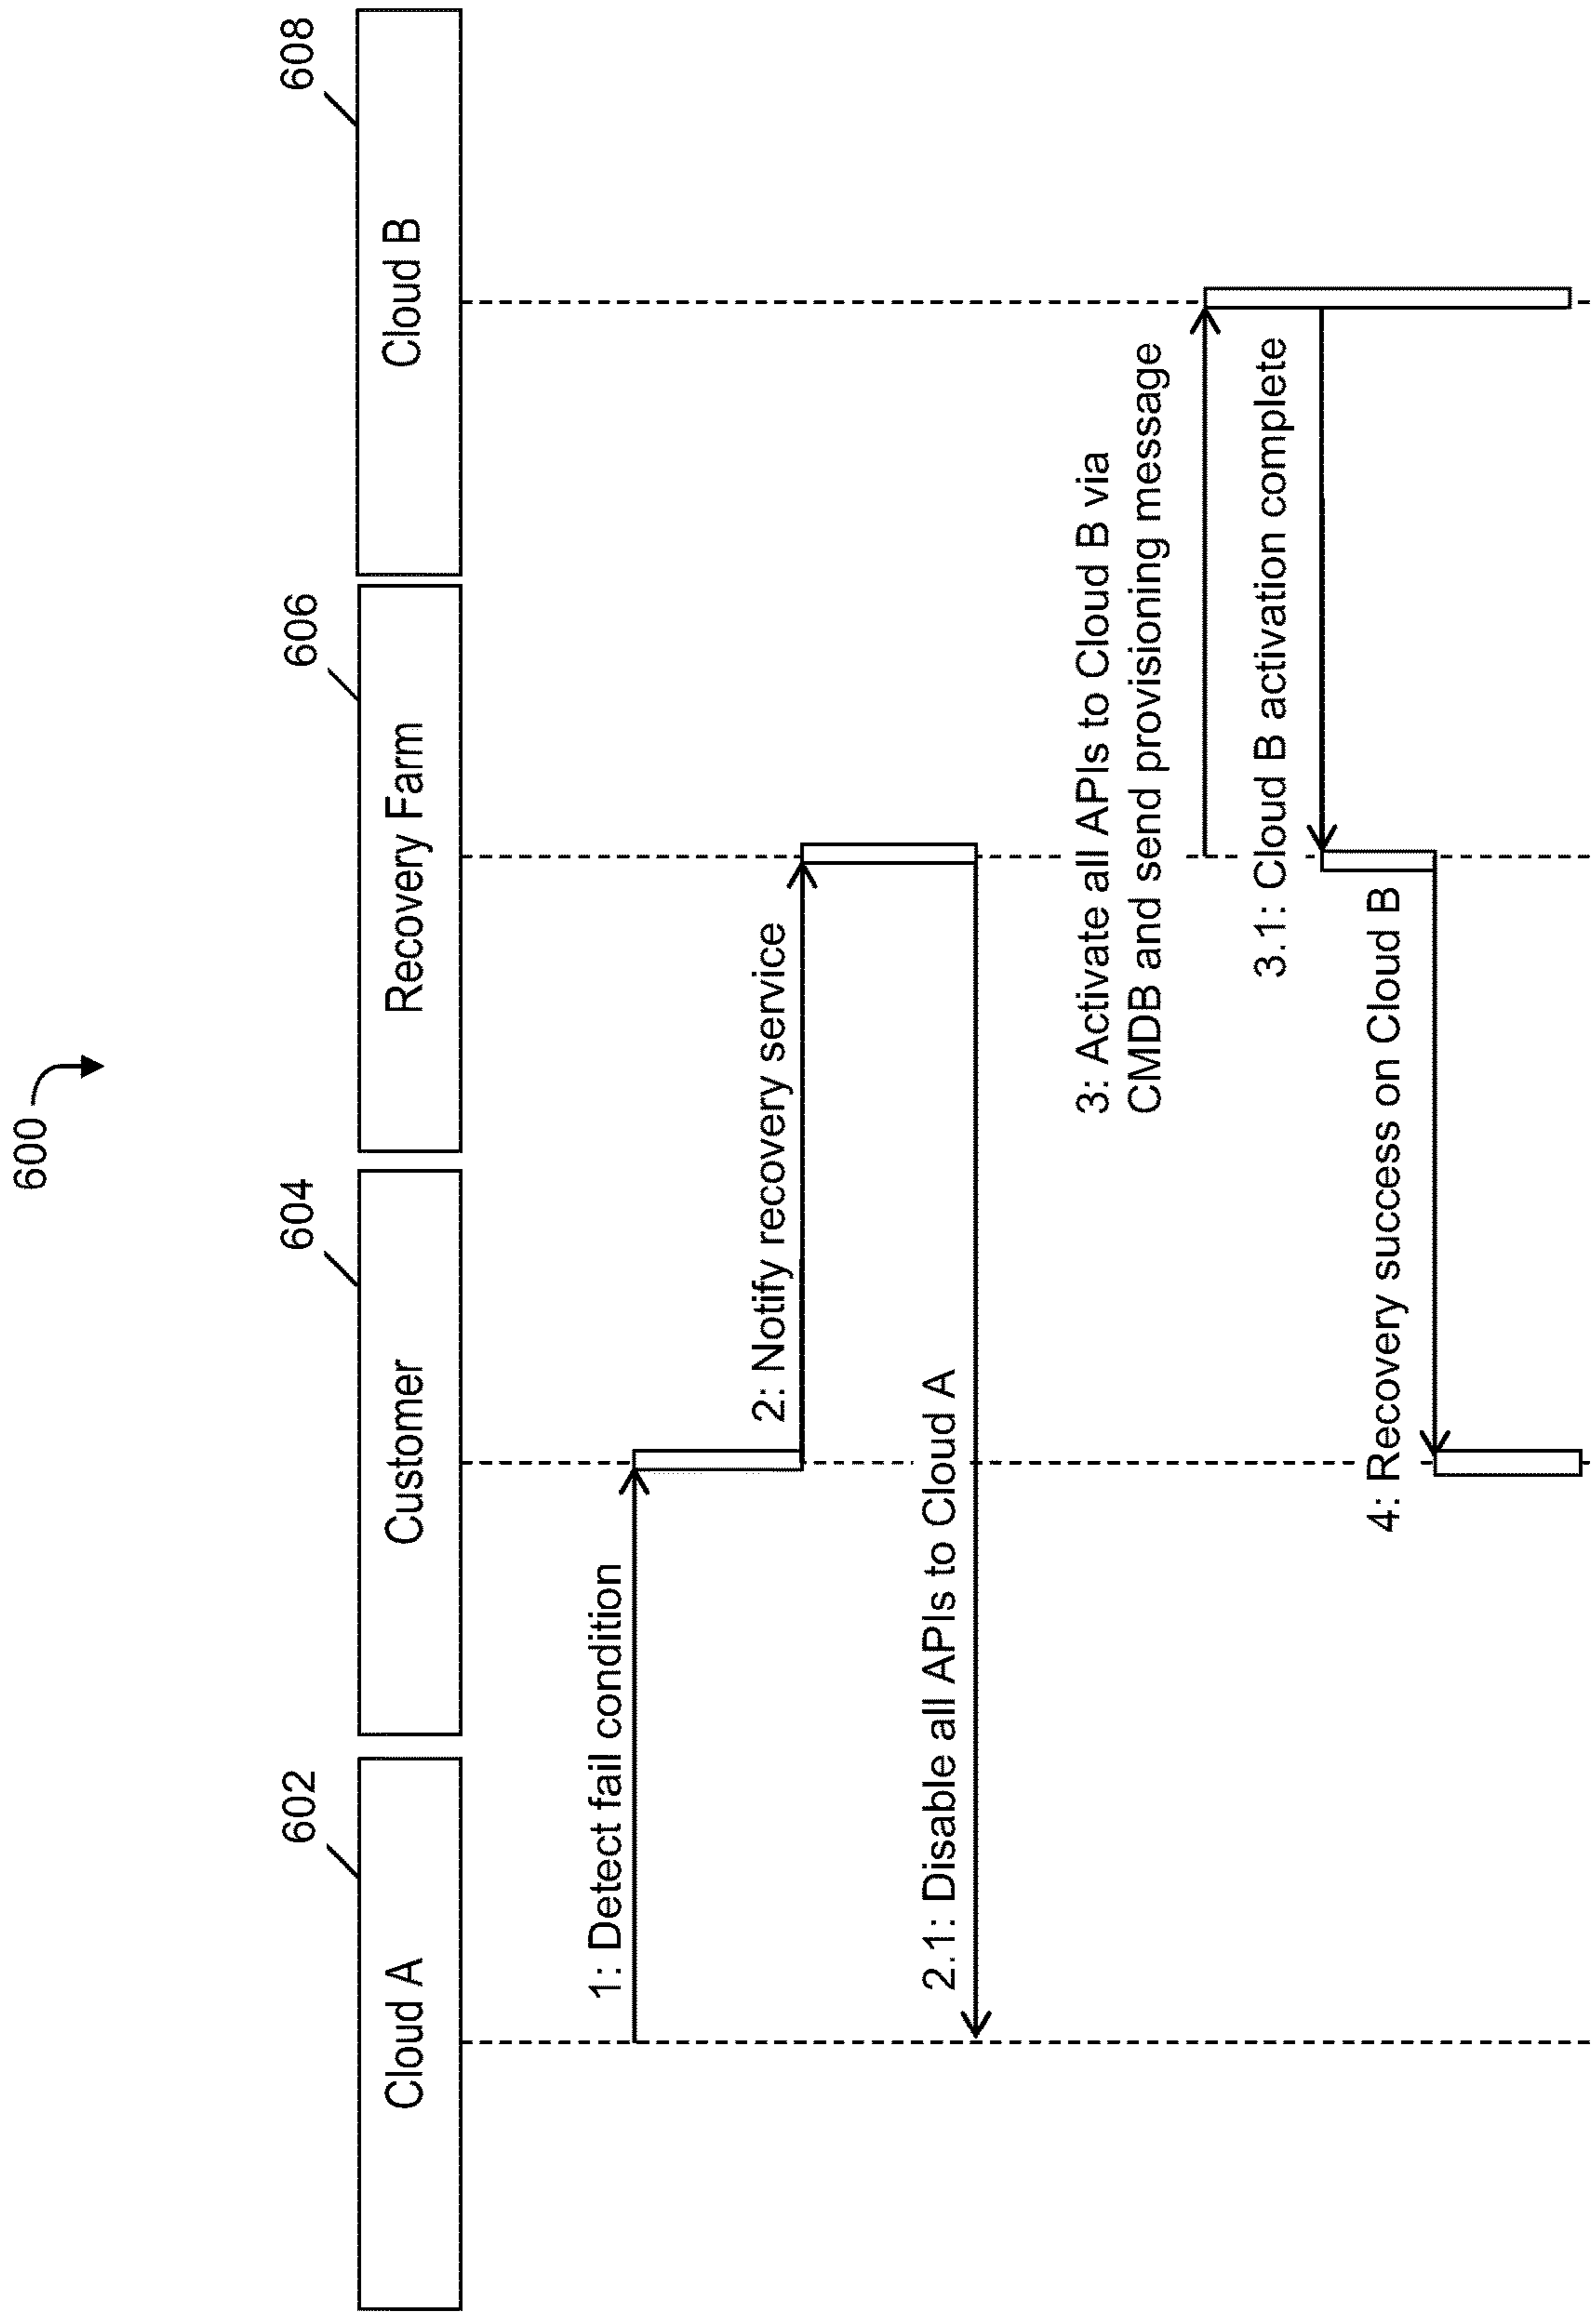 600
602
604
606
608
Cloud A
Customer
Recovery Farm
Cloud B
1: Detect fail condition
2: Notify recovery service
2.1: Disable all APIs to Cloud A
3: Activate all APIs to Cloud B via
CMDB and send provisioning message
3.1: Cloud B activation complete
4: Recovery success on Cloud B